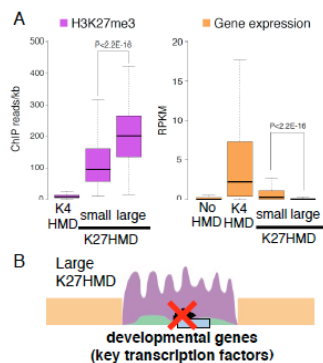 A
H3K27me3
Gene expression
P<2.2E-16
ChIP reads/kb
500
400
300
200
100
0
K4 HMD
small large
K27HMD
P<2.2E-16
RPKM
20
15
10
5
0
No HMD
K4 HMD
small large
K27HMD
B
Large
K27HMD
developmental genes
(key transcription factors)